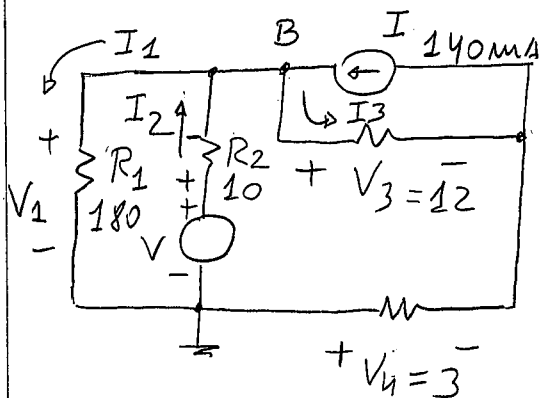 B I 140mA
I1
I2
I3
+ R1
180
+ R2
+ 10
V1
-
V
-
+ V3=12 -
+ V4=3 -